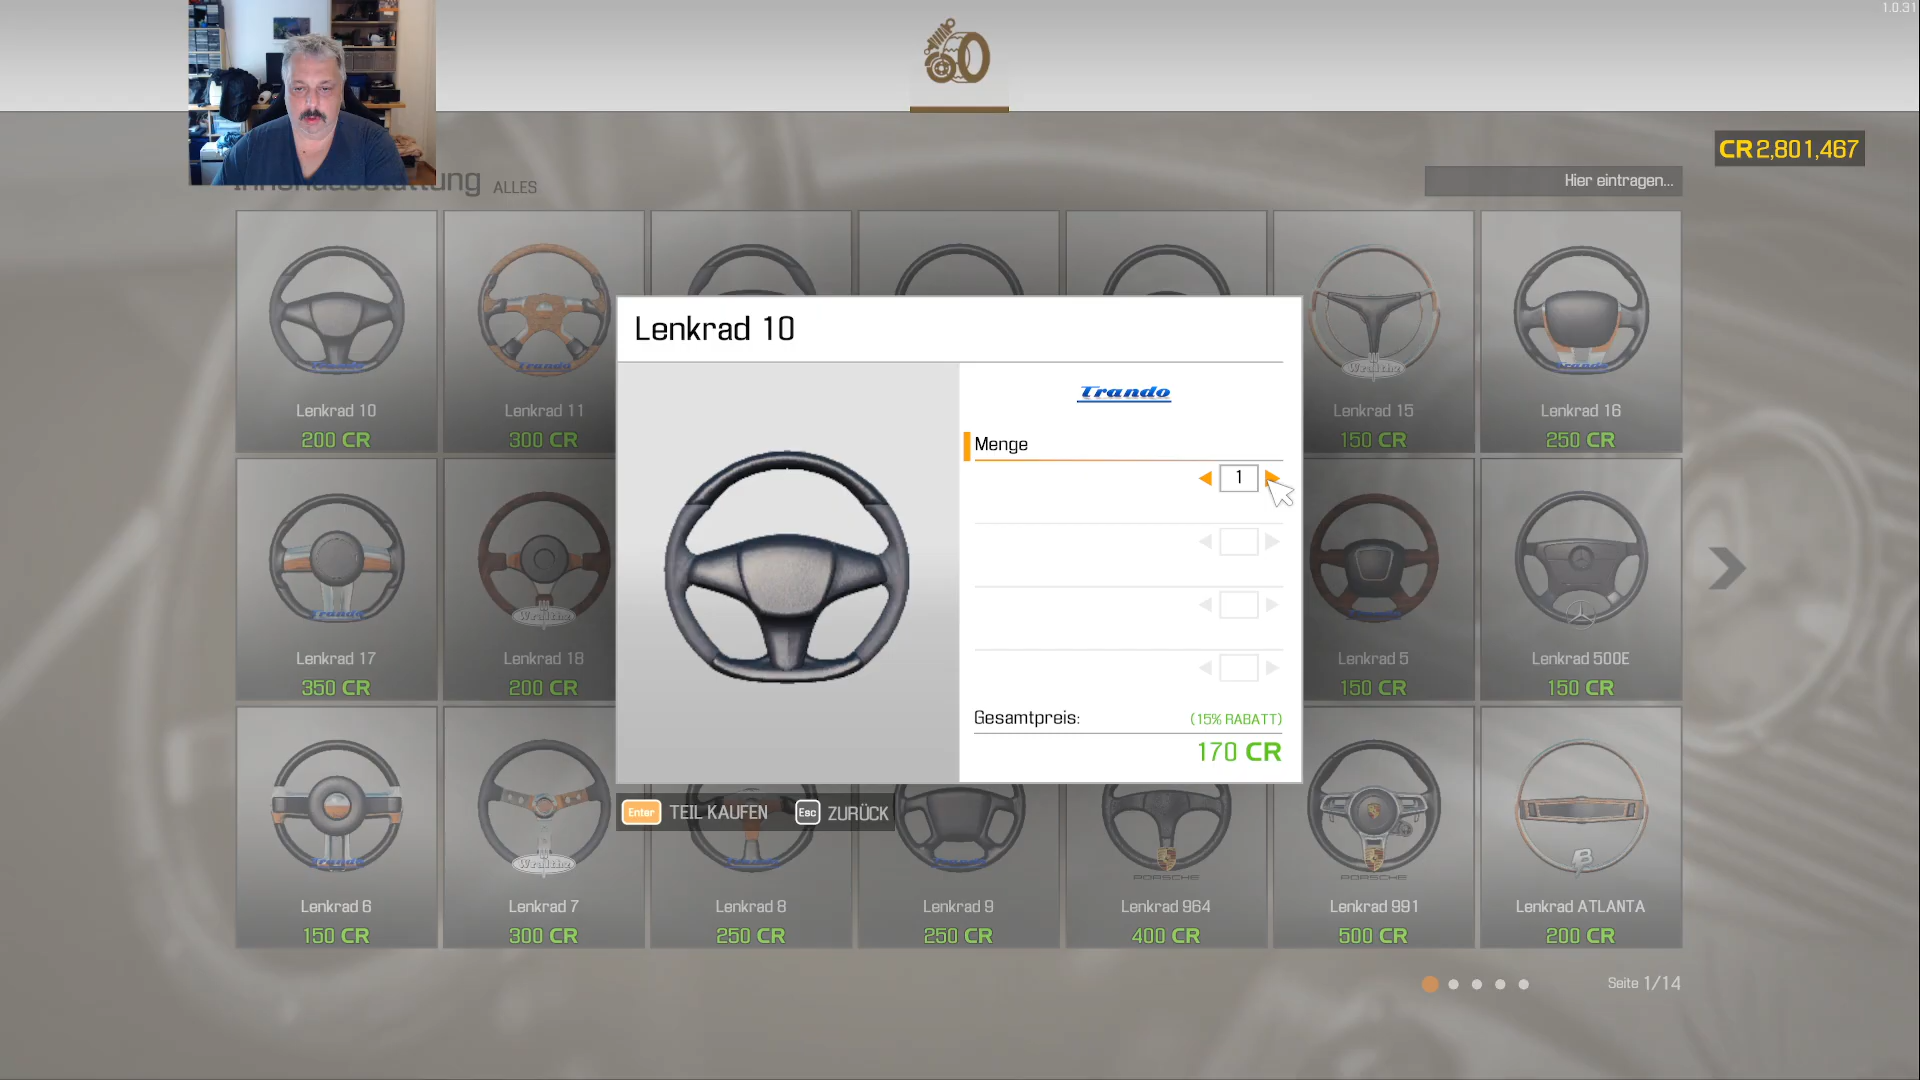 1.0.31
CR 2,801,467
Innenausstattung ALLES
Hier eintragen...
Lenkrad 10
200 CR
Lenkrad 11
300 CR
Lenkrad 15
150 CR
Lenkrad 16
250 CR
Lenkrad 10
Trando
Menge
1
Gesamtpreis:
(15% RABATT)
170 CR
Enter TEIL KAUFEN
Esc ZURÜCK
Lenkrad 17
350 CR
Lenkrad 18
200 CR
Lenkrad 5
150 CR
Lenkrad 500E
150 CR
Lenkrad 6
150 CR
Lenkrad 7
300 CR
Lenkrad 8
250 CR
Lenkrad 9
250 CR
PORSCHE
Lenkrad 964
400 CR
PORSCHE
Lenkrad 991
500 CR
Lenkrad ATLANTA
200 CR
Seite 1/14